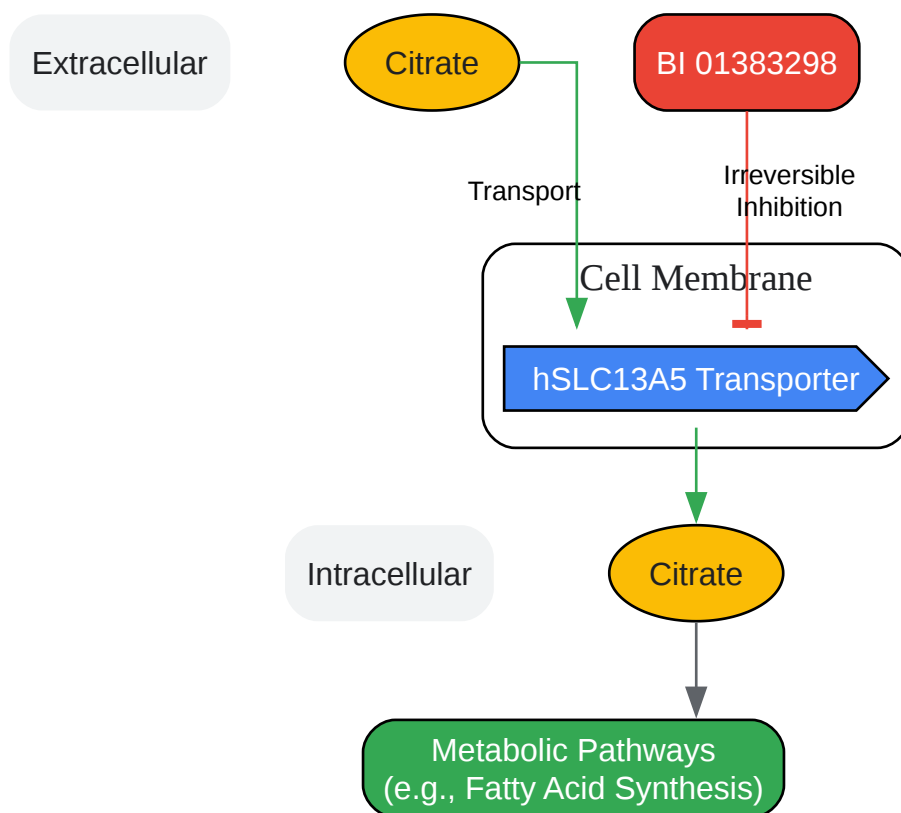 Extracellular
Citrate
BI 01383298
Transport
Irreversible
Inhibition
Cell Membrane
hSLC13A5 Transporter
Intracellular
Citrate
Metabolic Pathways
(e.g., Fatty Acid Synthesis)